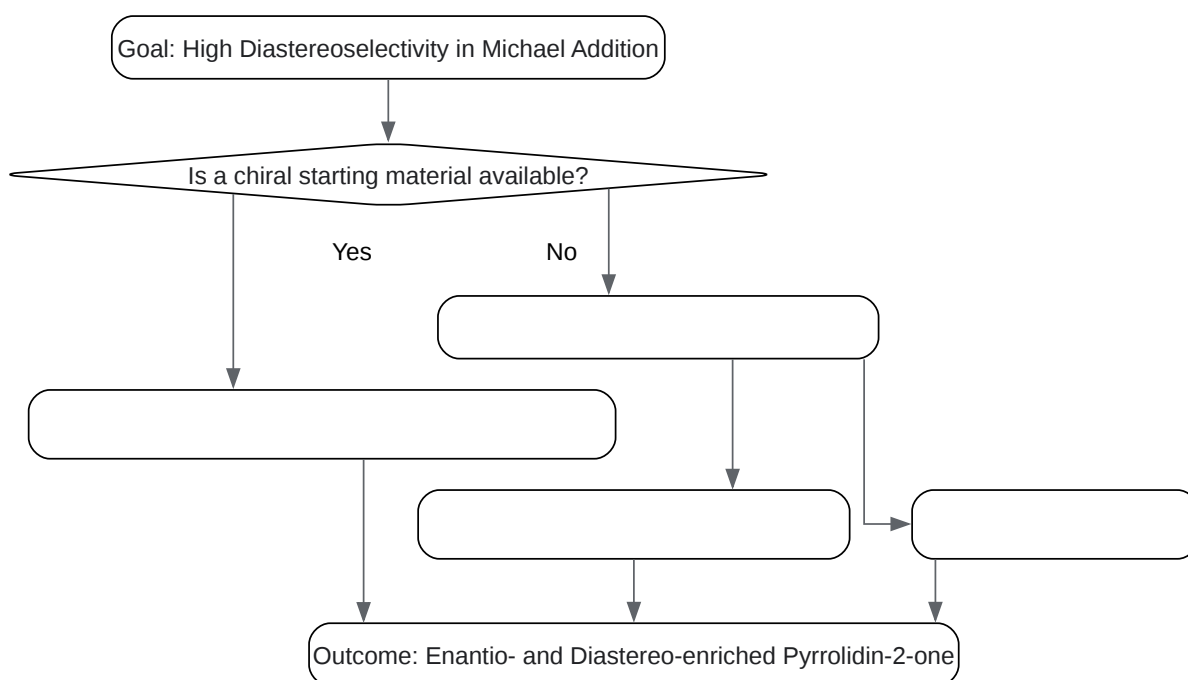 Goal: High Diastereoselectivity in Michael Addition
Is a chiral starting material available?
Yes
No
Outcome: Enantio- and Diastereo-enriched Pyrrolidin-2-one